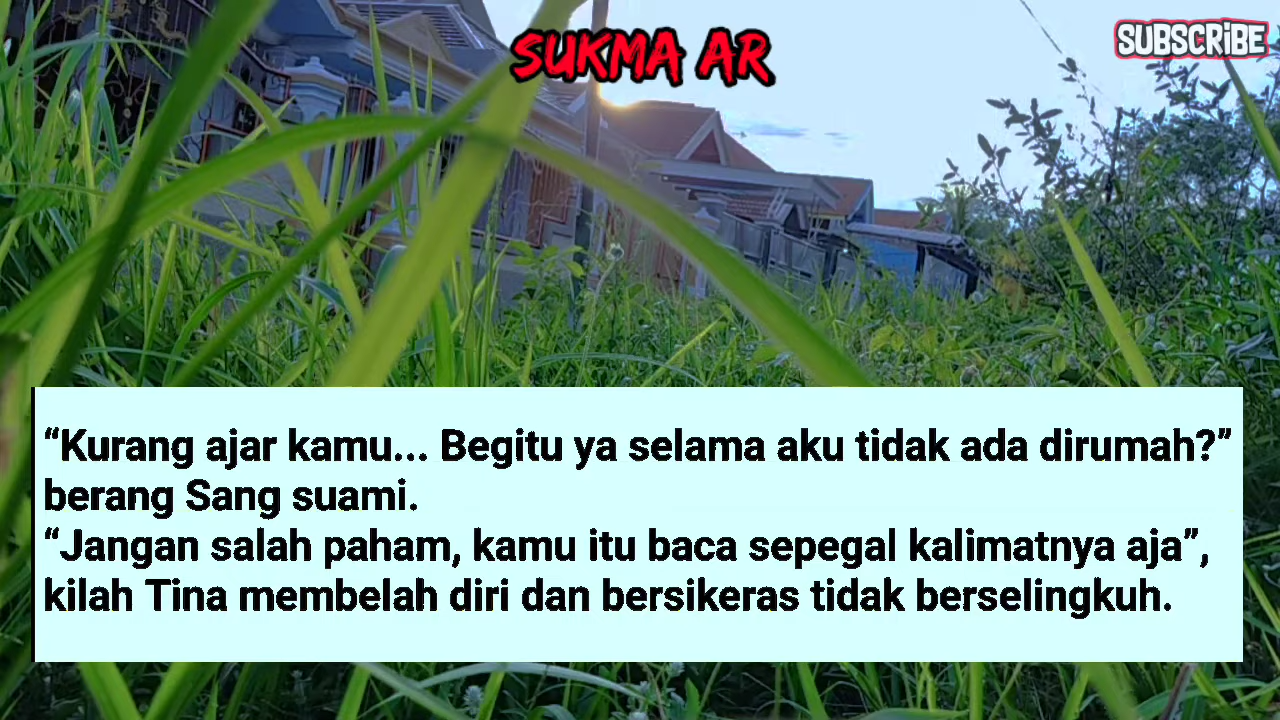 SUKMA AR
SUBSCRIBE
“Kurang ajar kamu... Begitu ya selama aku tidak ada dirumah?”
berang Sang suami.
“Jangan salah paham, kamu itu baca sepegal kalimatnya aja”,
kilah Tina membelah diri dan bersikeras tidak berselingkuh.